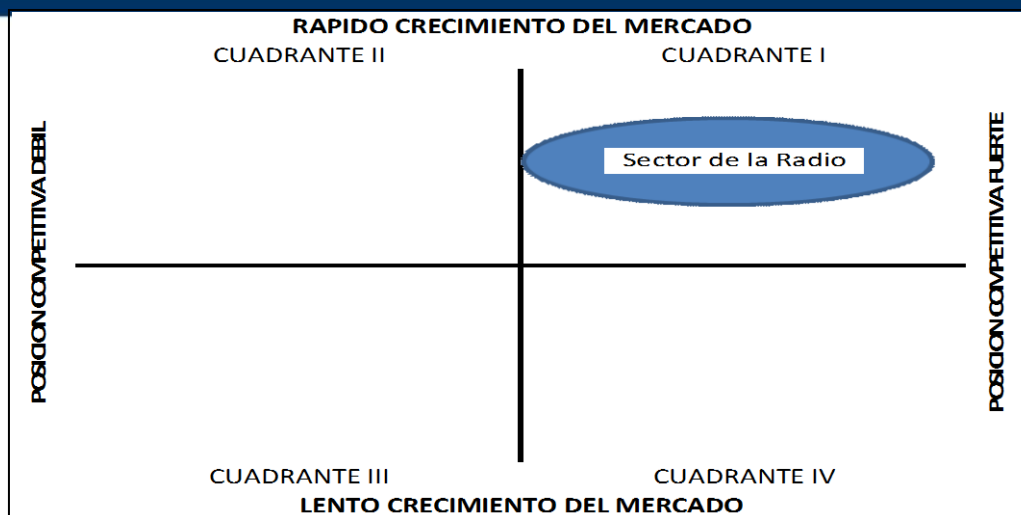 RAPIDO CRECIMIENTO DEL MERCADO
CUADRANTE II
CUADRANTE I
POSICION COMPETITIVA DEBIL
Sector de la Radio
POSICION COMPETITIVA FUERTE
CUADRANTE III
CUADRANTE IV
LENTO CRECIMIENTO DEL MERCADO